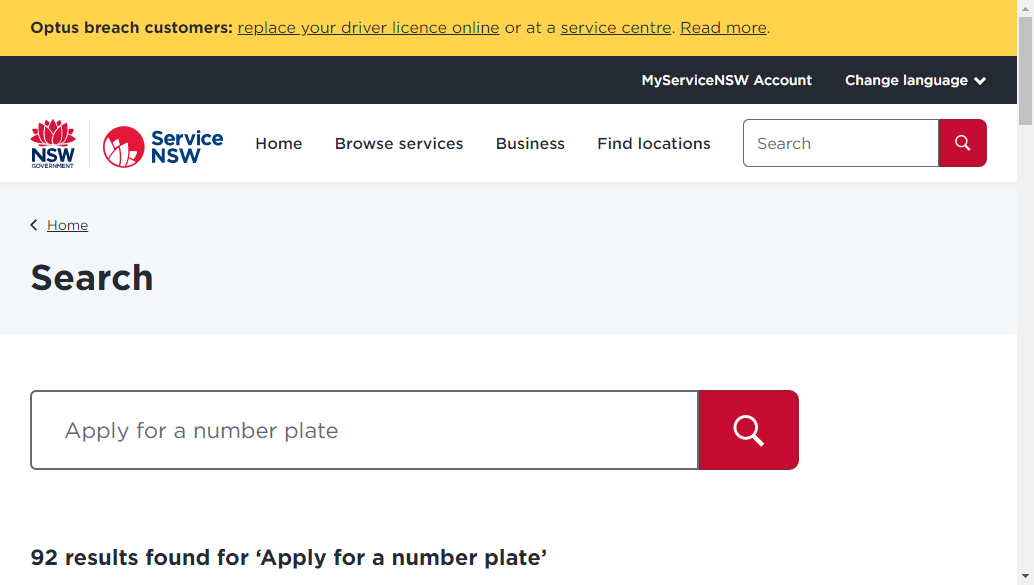 Optus breach customers: replace your driver licence online or at a service centre. Read more.
MyServiceNSW Account Change language
NSW
GOVERNMENT
Service
NSW
Home Browse services Business Find locations Search
Home
Search
Apply for a number plate
92 results found for ‘Apply for a number plate’